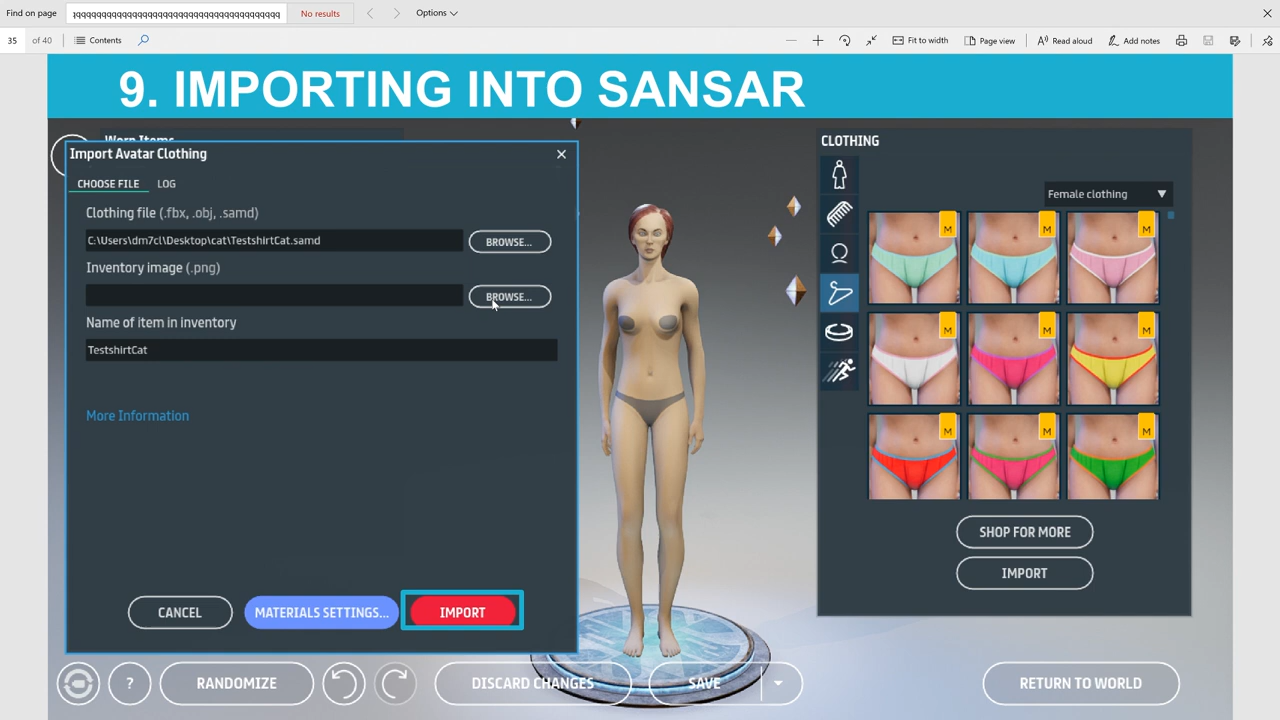 Find on page
No results
Options
35 of 40
Contents
Fit to width
Page view
Read aloud
Add notes
9. IMPORTING INTO SANSAR
Worn Items
Import Avatar Clothing
CHOOSE FILE
LOG
Clothing file (.fbx, .obj, .samd)
C:\Users\dm7cl\Desktop\cat\TestshirtCat.samd
BROWSE...
Inventory image (.png)
BROWSE...
Name of item in inventory
TestshirtCat
More Information
CANCEL
MATERIALS SETTINGS...
IMPORT
CLOTHING
Female clothing
M
M
M
M
M
M
M
M
M
SHOP FOR MORE
IMPORT
?
RANDOMIZE
DISCARD CHANGES
SAVE
RETURN TO WORLD